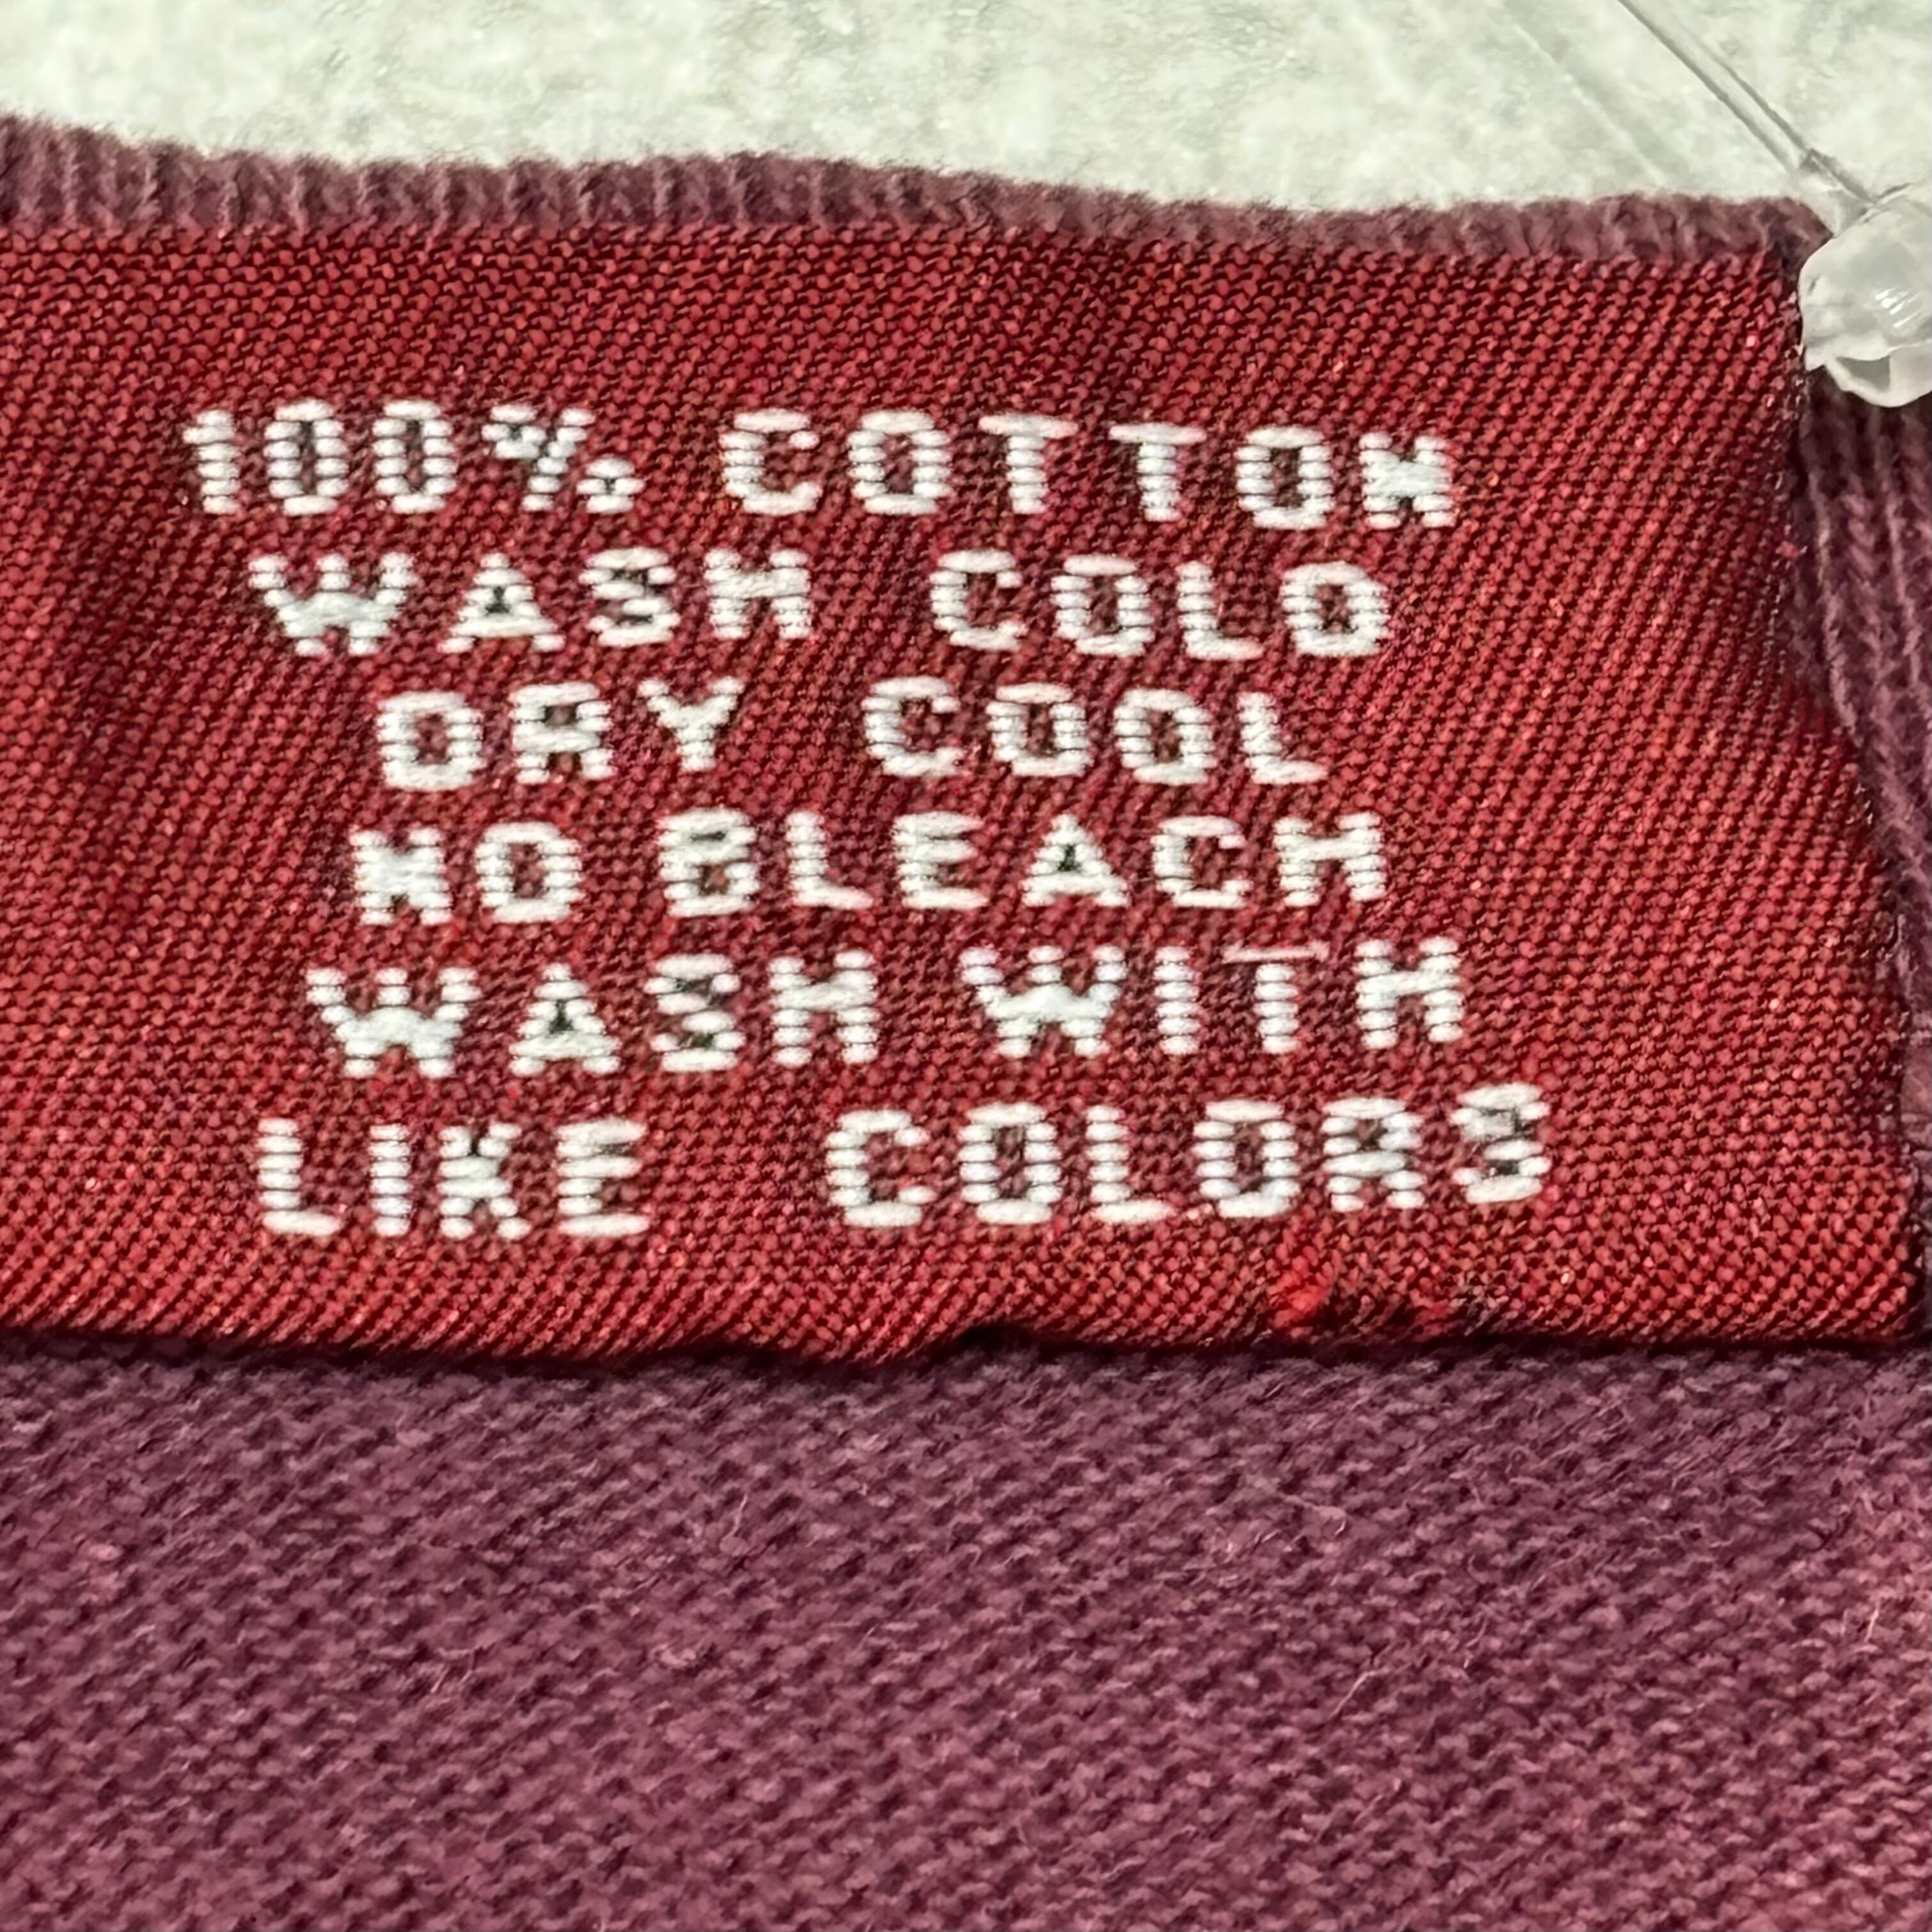 100% COTTON
WASH COLD
DRY COOL
NO BLEACH
WASH WITH
LIKE COLORS